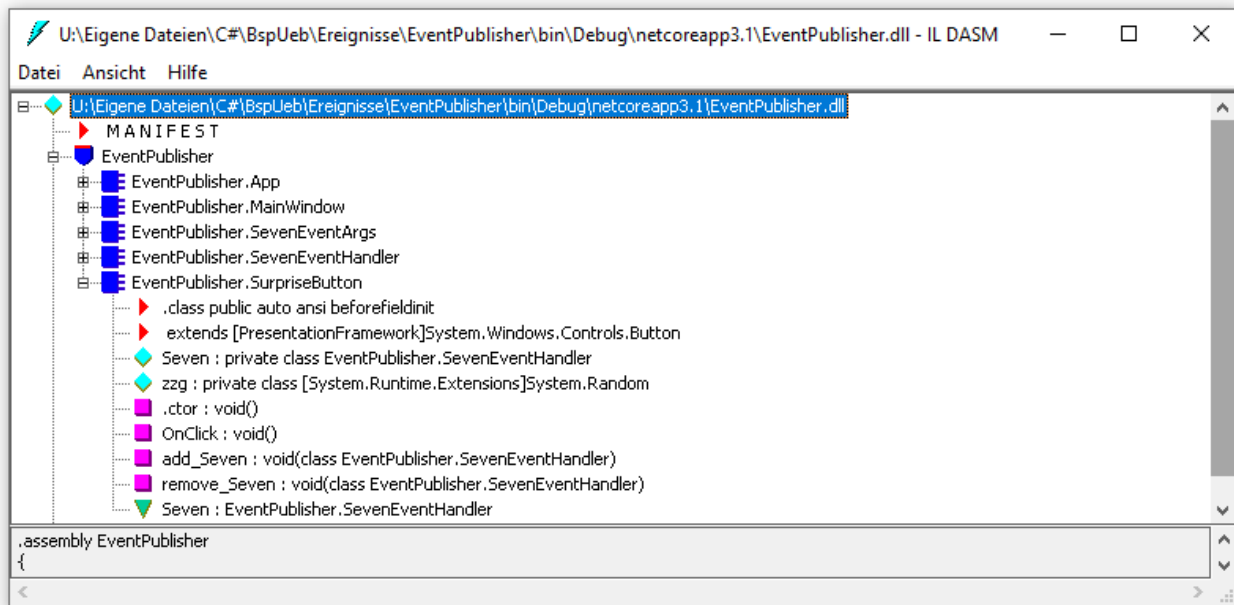 U:\Eigene Dateien\C#\BspUeb\Ereignisse\EventPublisher\bin\Debug\netcoreapp3.1\EventPublisher.dll - IL DASM
Datei Ansicht Hilfe
U:\Eigene Dateien\C#\BspUeb\Ereignisse\EventPublisher\bin\Debug\netcoreapp3.1\EventPublisher.dll
MANIFEST
EventPublisher
EventPublisher.App
EventPublisher.MainWindow
EventPublisher.SevenEventArgs
EventPublisher.SevenEventHandler
EventPublisher.SurpriseButton
.class public auto ansi beforefieldinit
extends [PresentationFramework]System.Windows.Controls.Button
Seven : private class EventPublisher.SevenEventHandler
zzg : private class [System.Runtime.Extensions]System.Random
.ctor : void()
OnClick : void()
add_Seven : void(class EventPublisher.SevenEventHandler)
remove_Seven : void(class EventPublisher.SevenEventHandler)
Seven : EventPublisher.SevenEventHandler
.assembly EventPublisher
{